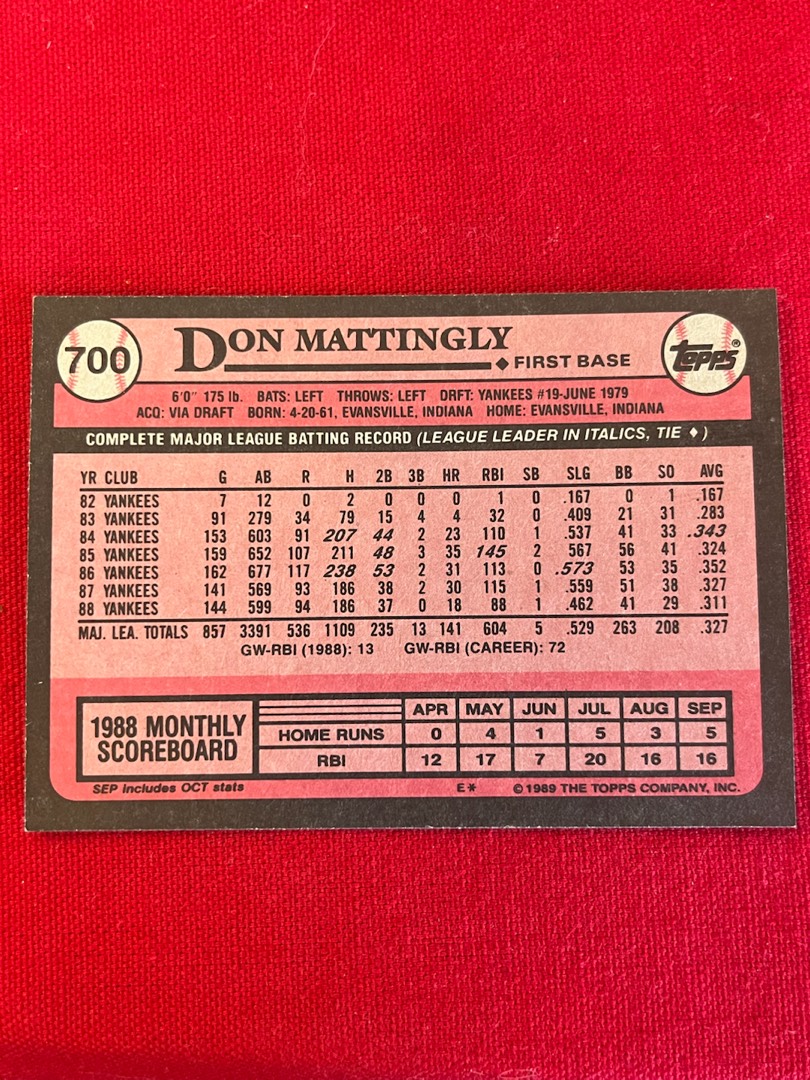 700
DON MATTINGLY
♦ FIRST BASE
TOPPS®
6'0" 175 lb. BATS: LEFT THROWS: LEFT DRFT: YANKEES #19-JUNE 1979
ACQ: VIA DRAFT BORN: 4-20-61, EVANSVILLE, INDIANA HOME: EVANSVILLE, INDIANA
COMPLETE MAJOR LEAGUE BATTING RECORD (LEAGUE LEADER IN ITALICS, TIE ♦)
YR CLUB G AB R H 2B 3B HR RBI SB SLG BB SO AVG
82 YANKEES 7 12 0 2 0 0 0 1 0 .167 0 1 .167
83 YANKEES 91 279 34 79 15 4 4 32 0 .409 21 31 .283
84 YANKEES 153 603 91 207 44 2 23 110 1 .537 41 33 .343
85 YANKEES 159 652 107 211 48 3 35 145 2 .567 56 41 .324
86 YANKEES 162 677 117 238 53 2 31 113 0 .573 53 35 .352
87 YANKEES 141 569 93 186 38 2 30 115 1 .559 51 38 .327
88 YANKEES 144 599 94 186 37 0 18 88 1 .462 41 29 .311
MAJ. LEA. TOTALS 857 3391 536 1109 235 13 141 604 5 .529 263 208 .327
GW-RBI (1988): 13 GW-RBI (CAREER): 72
1988 MONTHLY
SCOREBOARD
APR MAY JUN JUL AUG SEP
HOME RUNS 0 4 1 5 3 5
RBI 12 17 7 20 16 16
SEP includes OCT stats E* © 1989 THE TOPPS COMPANY, INC.